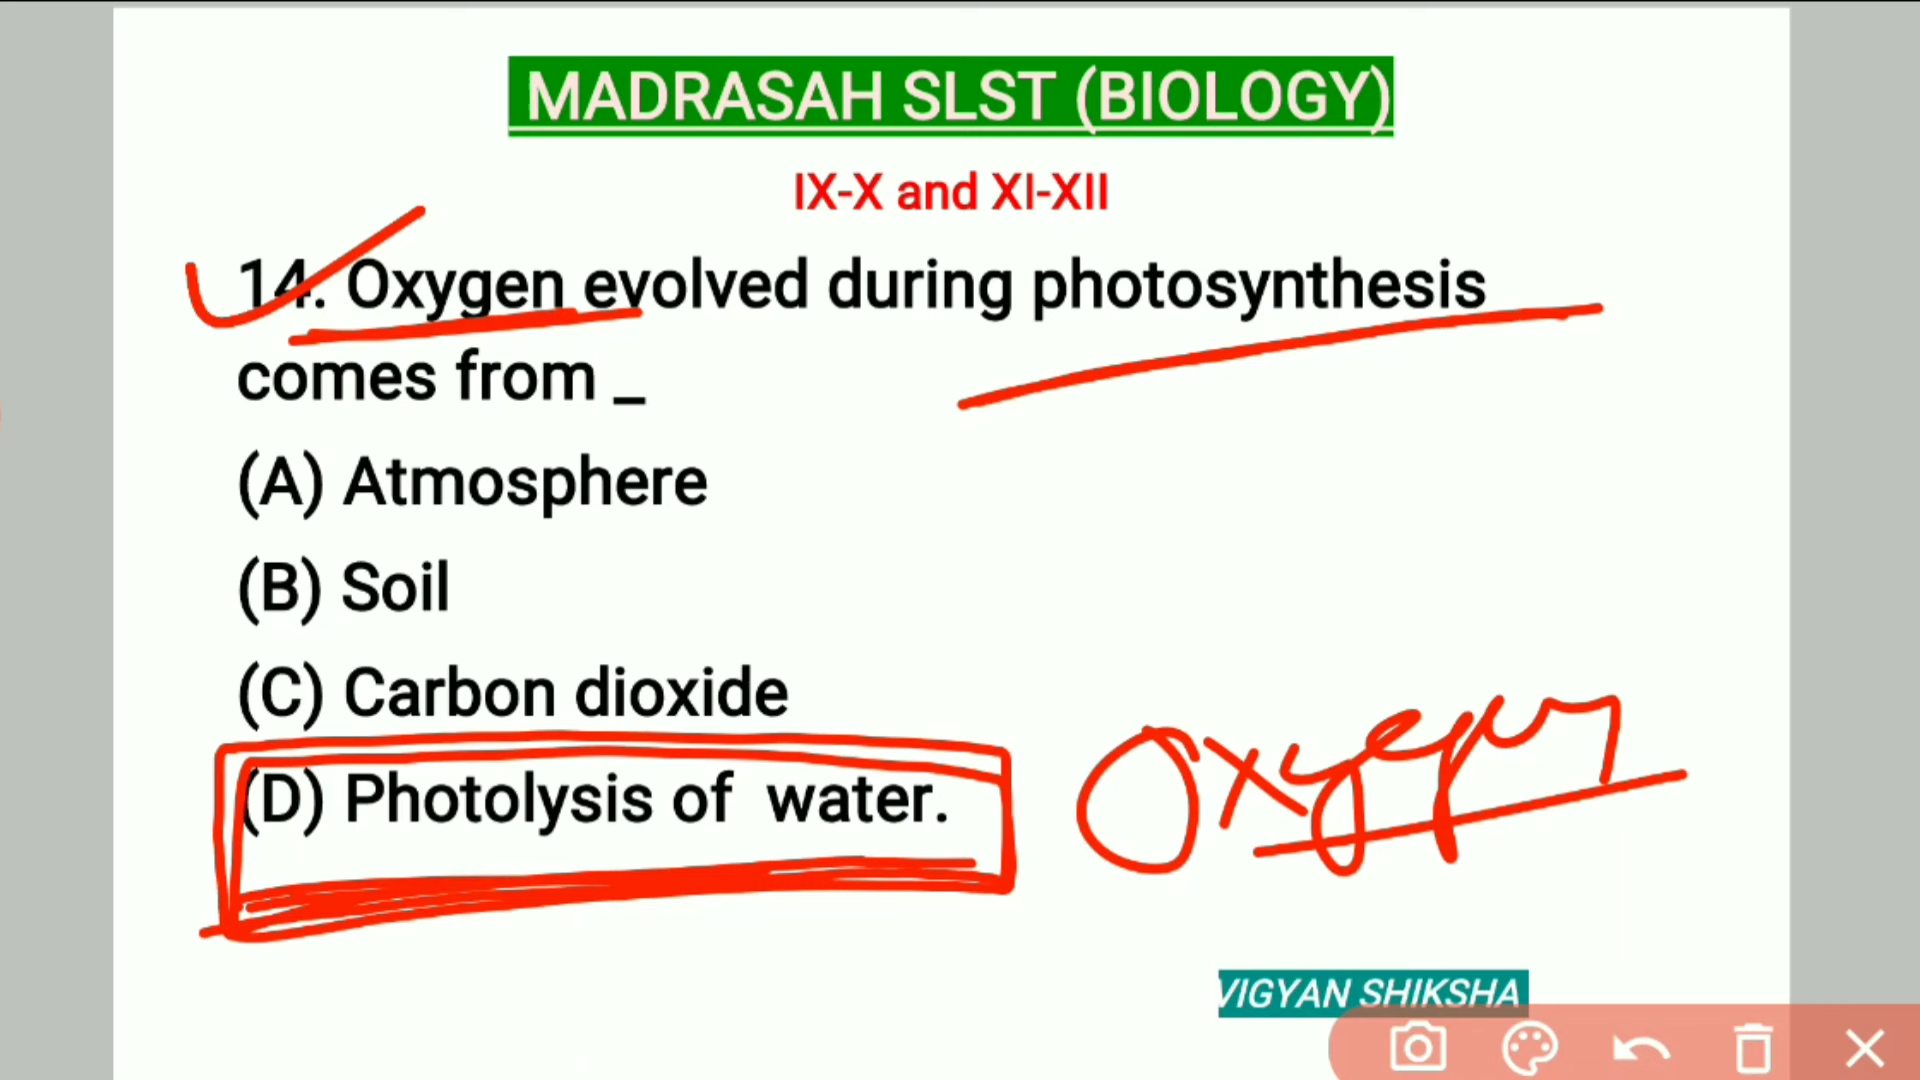 MADRASAH SLST (BIOLOGY)
IX-X and XI-XII
14. Oxygen evolved during photosynthesis
comes from _
(A) Atmosphere
(B) Soil
(C) Carbon dioxide
(D) Photolysis of water.
Oxygen
VIGYAN SHIKSHA